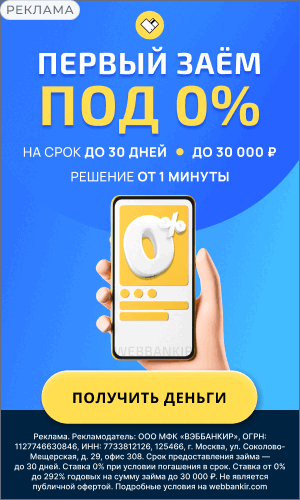 РЕКЛАМА
ПЕРВЫЙ ЗАЁМ
ПОД 0%
НА СРОК ДО 30 ДНЕЙ ● ДО 30 000 ₽
РЕШЕНИЕ ОТ 1 МИНУТЫ
0%
WEBBANKIR
ПОЛУЧИТЬ ДЕНЬГИ
Реклама. Рекламодатель: ООО МФК «ВЭББАНКИР», ОГРН:
1127746630846, ИНН: 7733812126, 125466, г. Москва, ул. Соколово-
Мещерская, д. 29, офис 308. Срок предоставления займа —
до 30 дней. Ставка 0% при условии погашения в срок. Ставка от 0%
до 292% годовых на сумму займа до 30 000 Р. Не является
публичной офертой. Подробные условия на webbankir.com